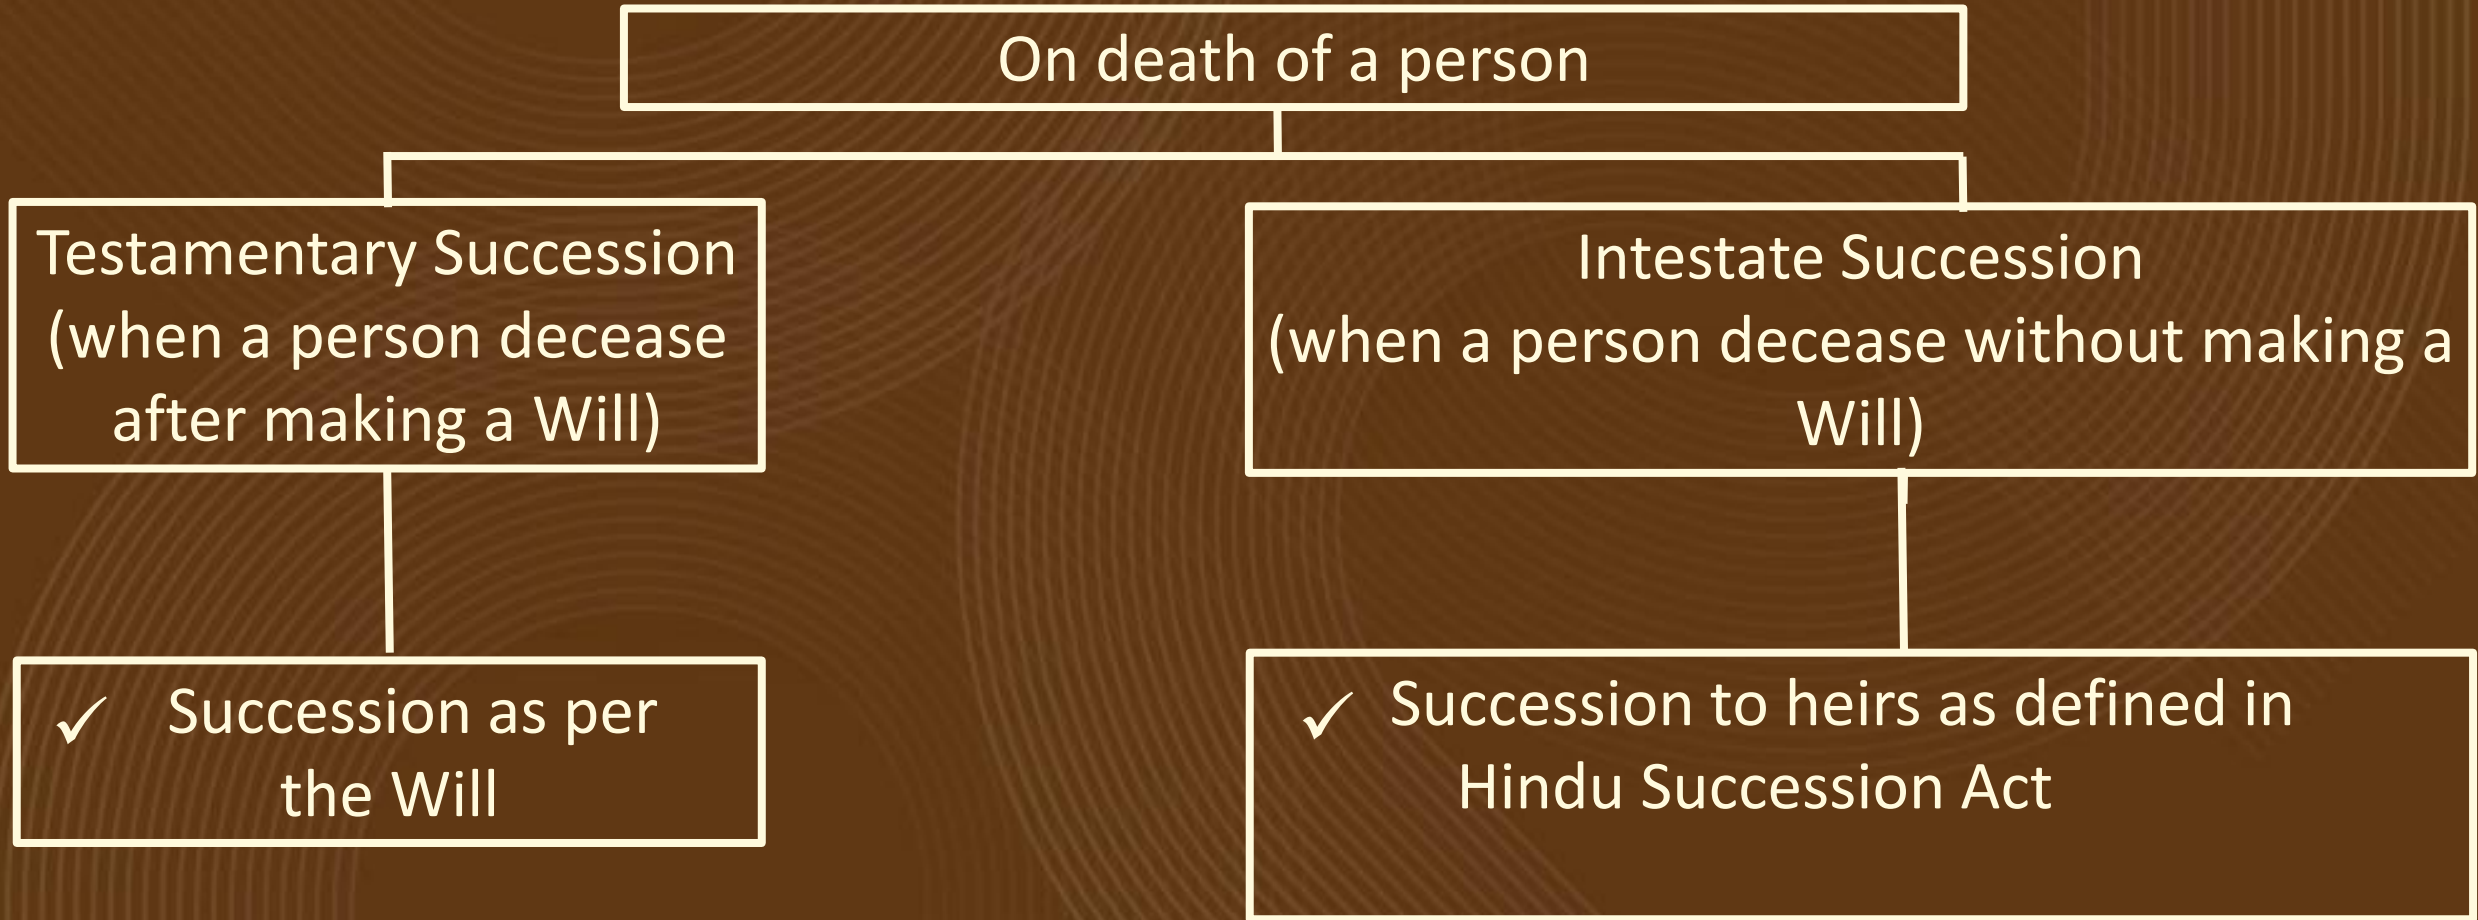 On death of a person
Testamentary Succession
(when a person decease
after making a Will)
Intestate Succession
(when a person decease without making a
Will)
✓ Succession as per
the Will
✓ Succession to heirs as defined in
Hindu Succession Act